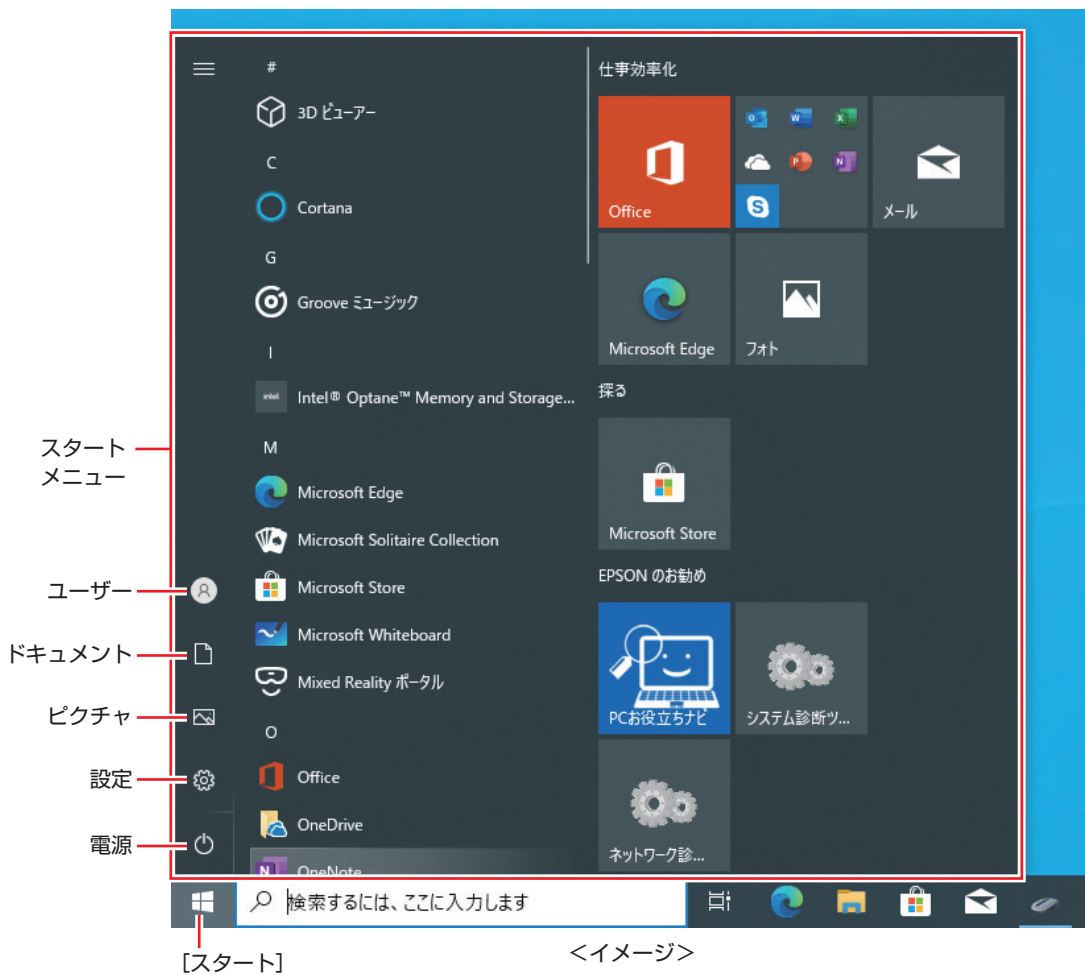 #
3D ビューアー
C
Cortana
G
Groove ミュージック
I
intel
Intel® Optane™ Memory and Storage...
M
Microsoft Edge
Microsoft Solitaire Collection
Microsoft Store
Microsoft Whiteboard
Mixed Reality ポータル
O
Office
OneDrive
OneNote
仕事効率化
Office
メール
Microsoft Edge
フォト
探る
Microsoft Store
EPSON のお勧め
PCお役立ちナビ
システム診断ツ...
ネットワーク診...
スタート
メニュー
ユーザー
ドキュメント
ピクチャ
設定
電源
検索するには、ここに入力します
[スタート]
<イメージ>